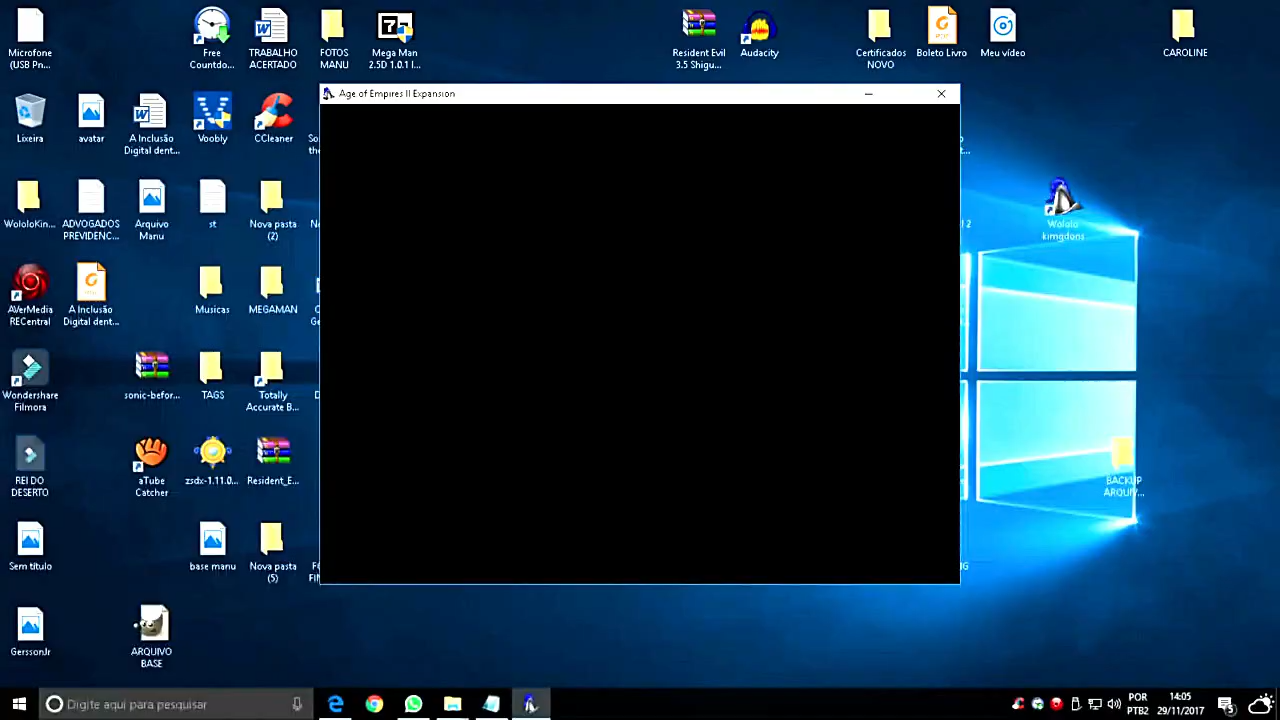 Microfone
(USB Pn...
Free
Countdo...
TRABALHO
ACERTADO
FOTOS
MANU
Mega Man
2.5D 1.0.1 I...
Resident Evil
3.5 Shigu...
Audacity
Certificados
NOVO
Boleto Livro
Meu vídeo
CAROLINE
Age of Empires II Expansion
Lixeira
avatar
A Inclusão
Digital dent...
Voobly
CCleaner
WololoKin...
ADVOGADOS
PREVIDENC...
Arquivo
Manu
st
Nova pasta
(2)
Wololo
kimgdons
AVerMedia
RECentral
A Inclusão
Digital dent...
Musicas
MEGAMAN
Wondershare
Filmora
sonic-befor...
TAGS
Totally
Accurate B...
REI DO
DESERTO
aTube
Catcher
zsdx-1.11.0...
Resident_E...
BACKUP
ARQUIV...
Sem título
base manu
Nova pasta
(5)
GerssonJr
ARQUIVO
BASE
Digite aqui para pesquisar
POR
PTB2
14:05
29/11/2017